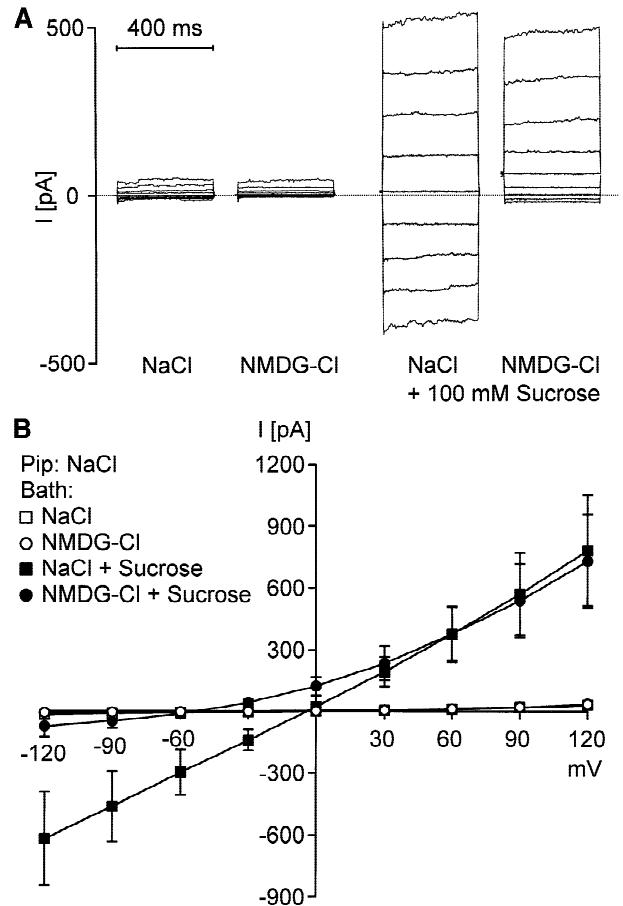 A
500
400 ms
I [pA]
0
-500
NaCl NMDG-Cl NaCl NMDG-Cl
+ 100 mM Sucrose
B
I [pA]
Pip: NaCl
Bath:
NaCl
NMDG-Cl
NaCl + Sucrose
NMDG-Cl + Sucrose
1200
900
600
300
-120 -90 -60 30 60 90 120
mV
-300
-600
-900